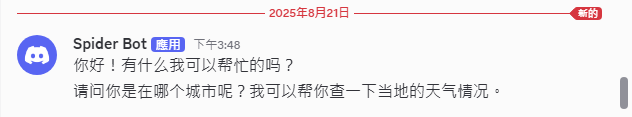 2025年8月21日
新的
Spider Bot 應用 下午3:48
你好！有什么我可以帮忙的吗？
请问你是在哪个城市呢？我可以帮你查一下当地的天气情况。